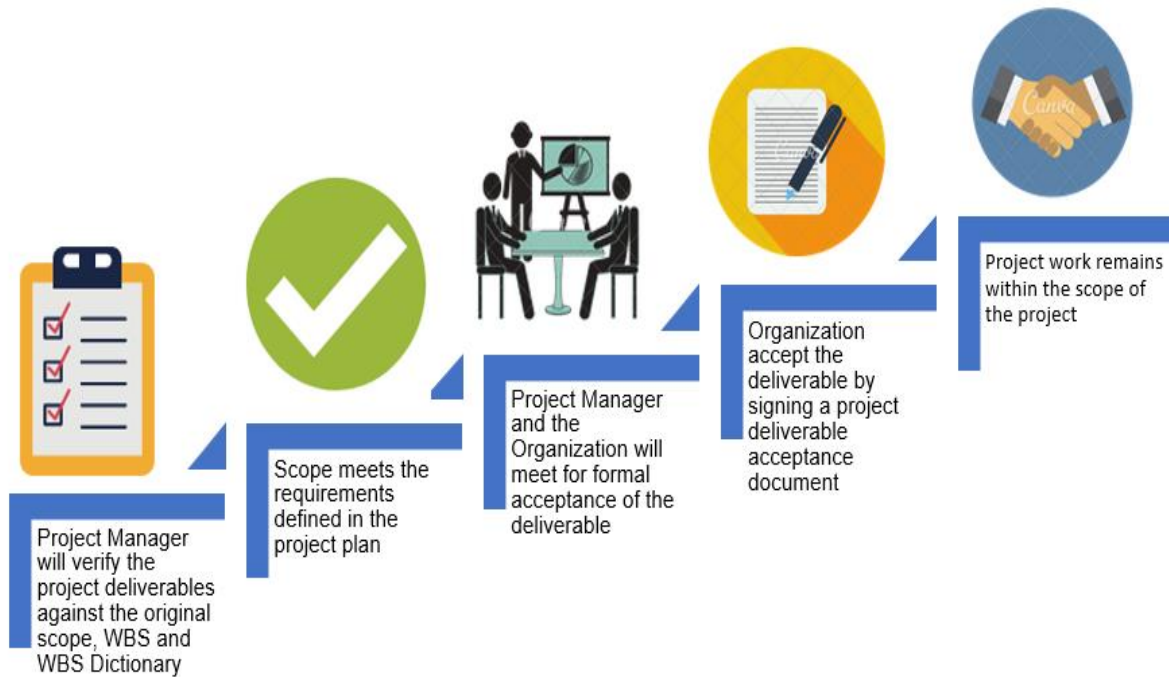 Project Manager
will verify the
project deliverables
against the original
scope, WBS and
WBS Dictionary
Scope meets the
requirements
defined in the
project plan
Project Manager
and the
Organization will
meet for formal
acceptance of the
deliverable
Canva
Organization
accept the
deliverable by
signing a project
deliverable
acceptance
document
Canva
Project work remains
within the scope of
the project